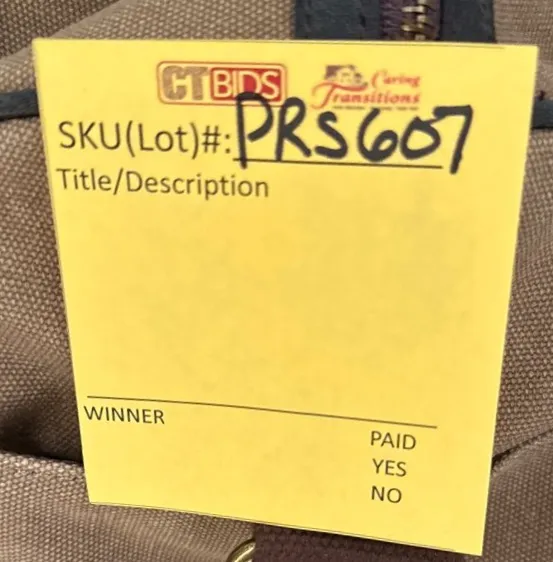 CTBIDS Caring
Transitions
SKU(Lot)#: PRS607
Title/Description
WINNER
PAID
YES
NO